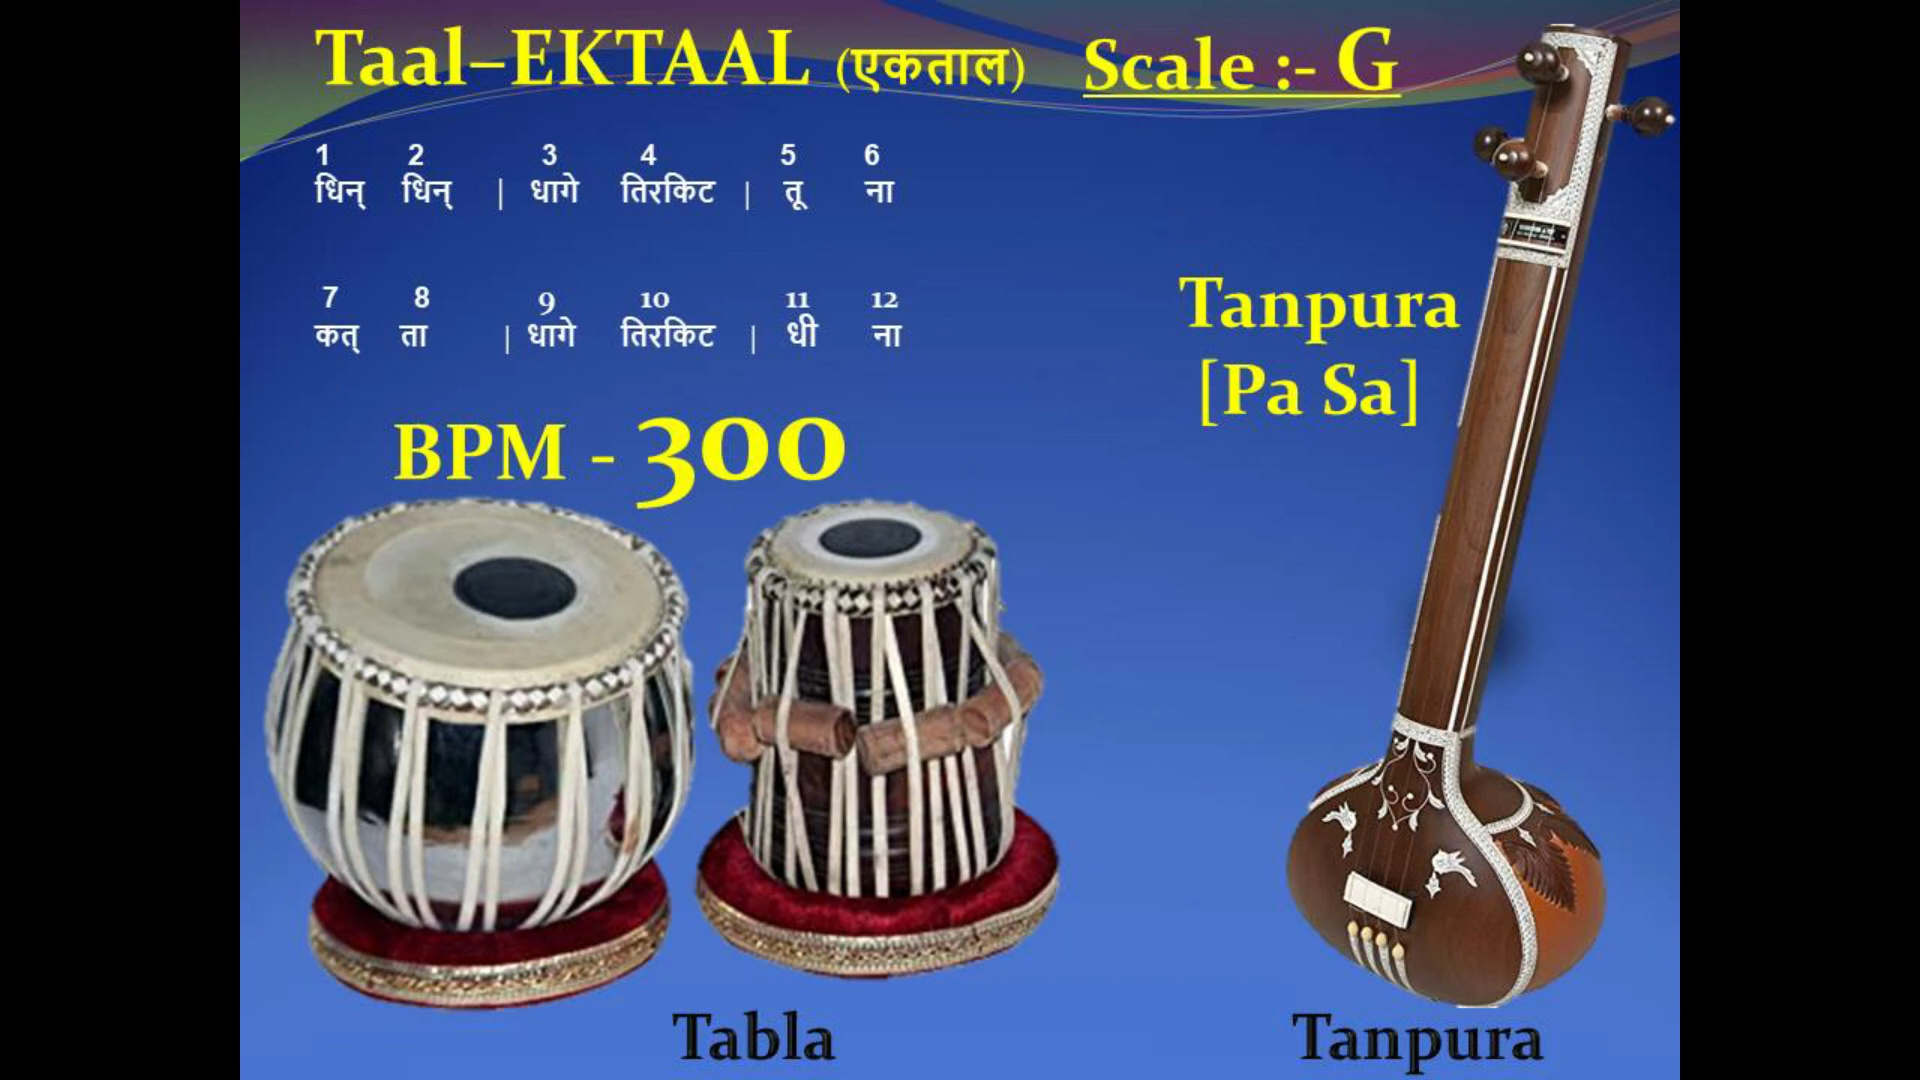 Taal–EKTAAL (एकताल) Scale :- G
1 2 3 4 5 6
धिन् धिन् | धागे तिरकिट | तू ना
7 8 9 10 11 12
कत् ता | धागे तिरकिट | धी ना
Tanpura
[Pa Sa]
BPM - 300
Tabla
Tanpura